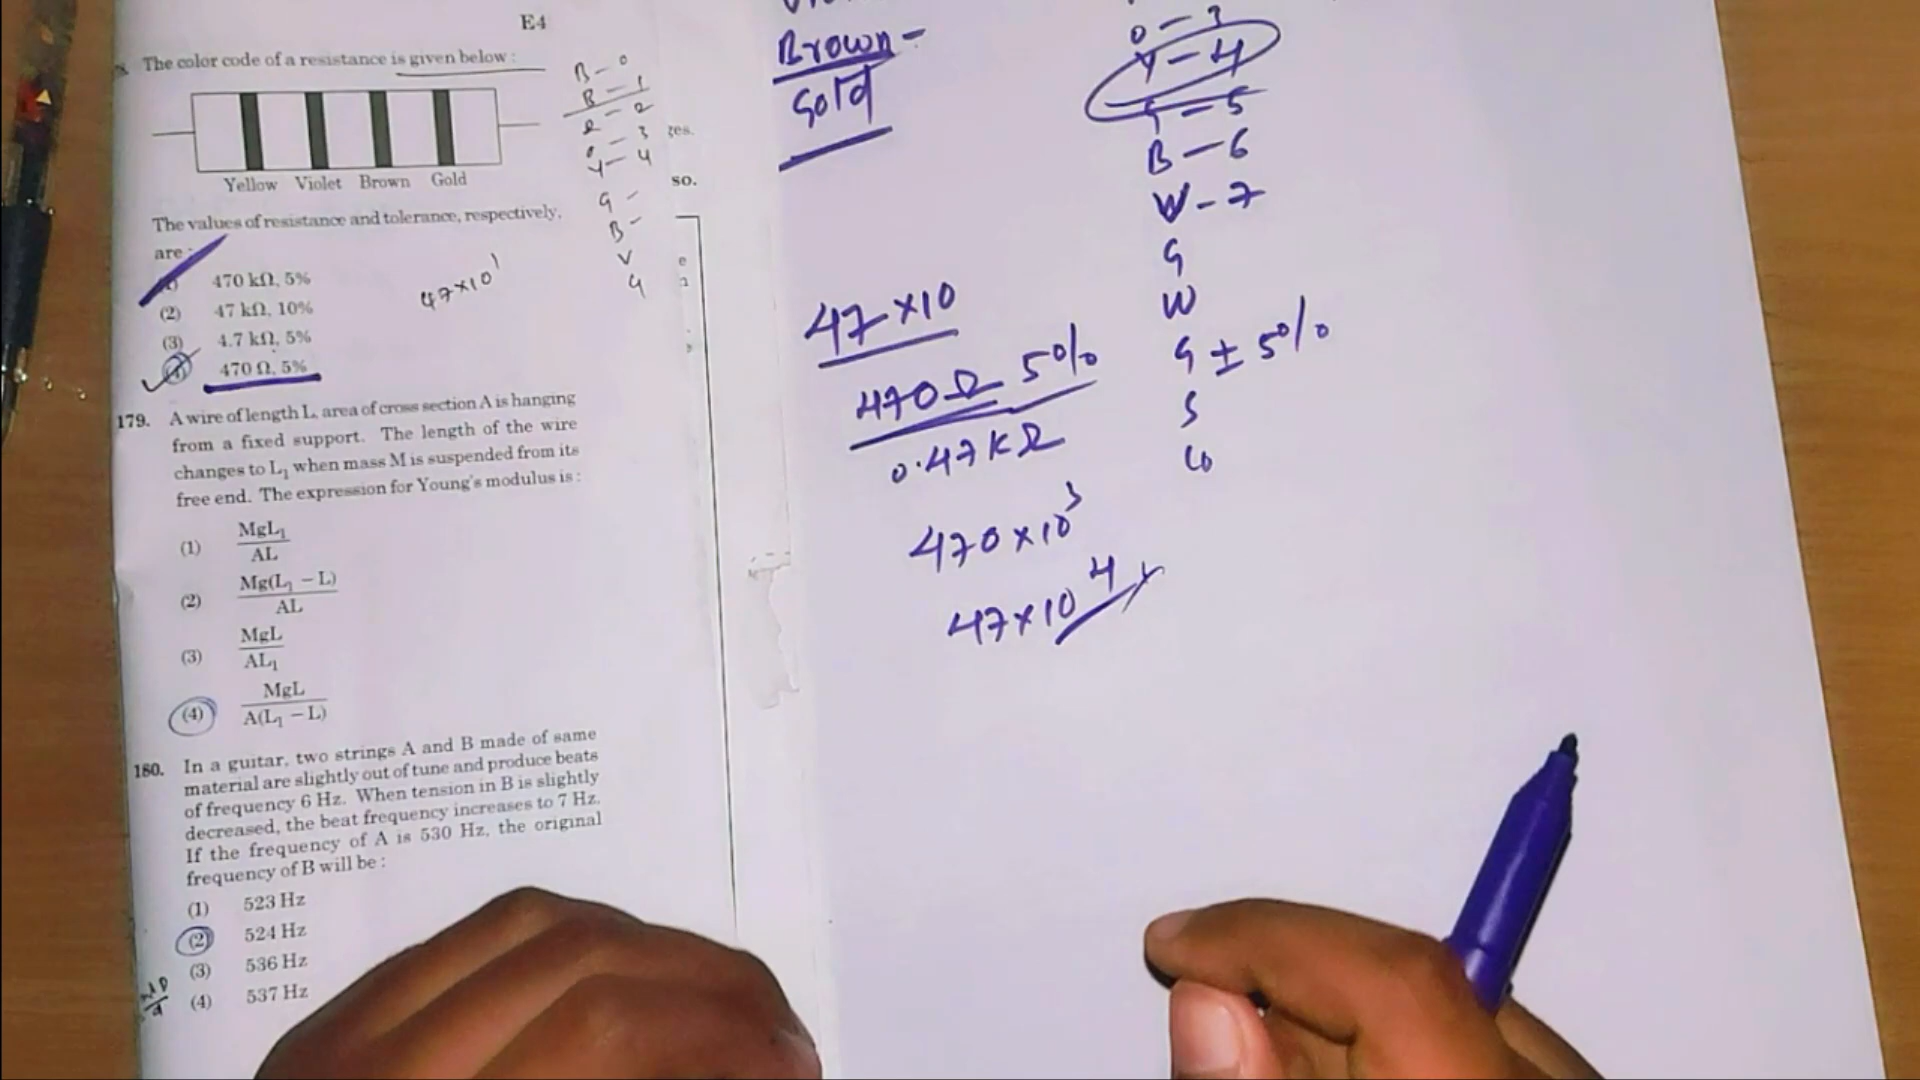 E4
The color code of a resistance is given below :
Yellow Violet Brown Gold
The values of resistance and tolerance, respectively,
are :
470 kΩ, 5%
(2) 47 kΩ, 10%
(3) 4.7 kΩ, 5%
(4) 470 Ω, 5%
47×10¹
B – 0
B – 1
R – 2
0 – 3
Y – 4
G –
B –
V
G
ges.
so.
e
179. A wire of length L, area of cross section A is hanging
from a fixed support. The length of the wire
changes to L₁ when mass M is suspended from its
free end. The expression for Young's modulus is :
(1) MgL₁ / AL
(2) Mg(L₁ – L) / AL
(3) MgL / AL₁
(4) MgL / A(L₁ – L)
180. In a guitar, two strings A and B made of same
material are slightly out of tune and produce beats
of frequency 6 Hz. When tension in B is slightly
decreased, the beat frequency increases to 7 Hz.
If the frequency of A is 530 Hz, the original
frequency of B will be :
(1) 523 Hz
(2) 524 Hz
(3) 536 Hz
(4) 537 Hz
Brown –
Gold
0 – 3
Y – 4
– 5
B – 6
W – 7
G
W
G ± 5%
S
47×10
470Ω 5%
0.47KΩ
470×10³
47×10⁴